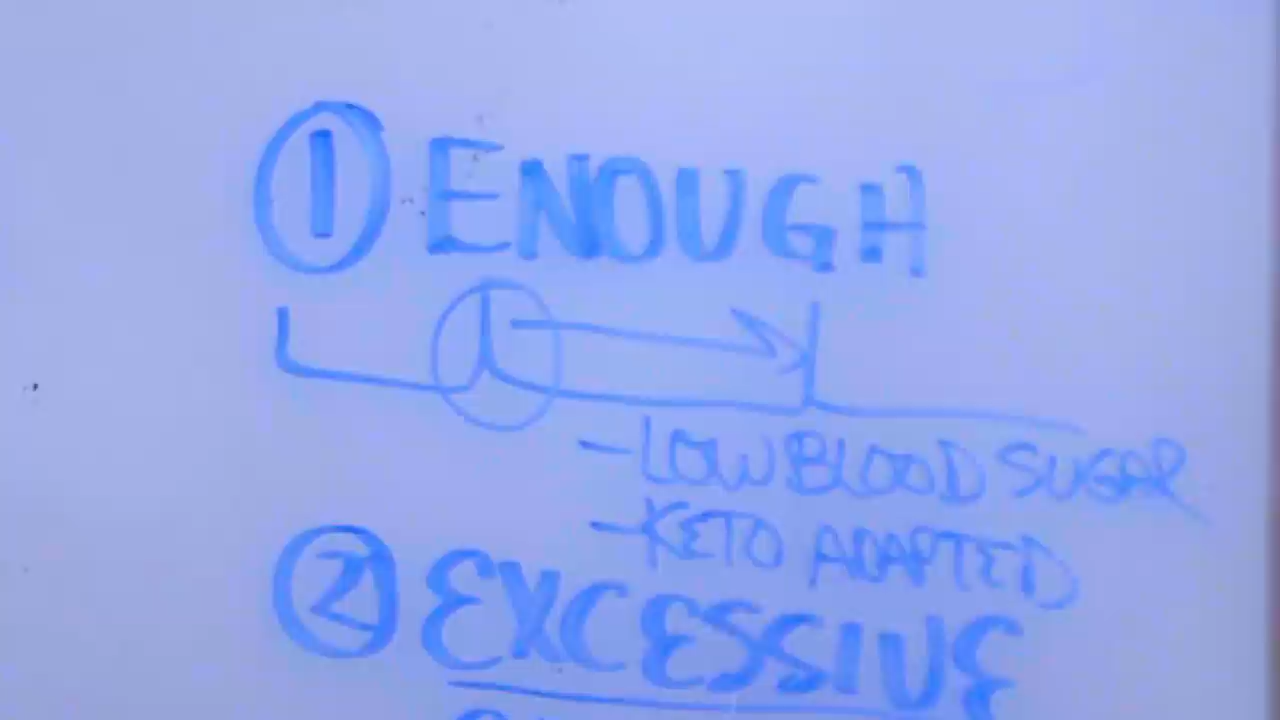 ① ENOUGH
- LOW BLOOD SUGAR
- KETO ADAPTED
② EXCESSIVE